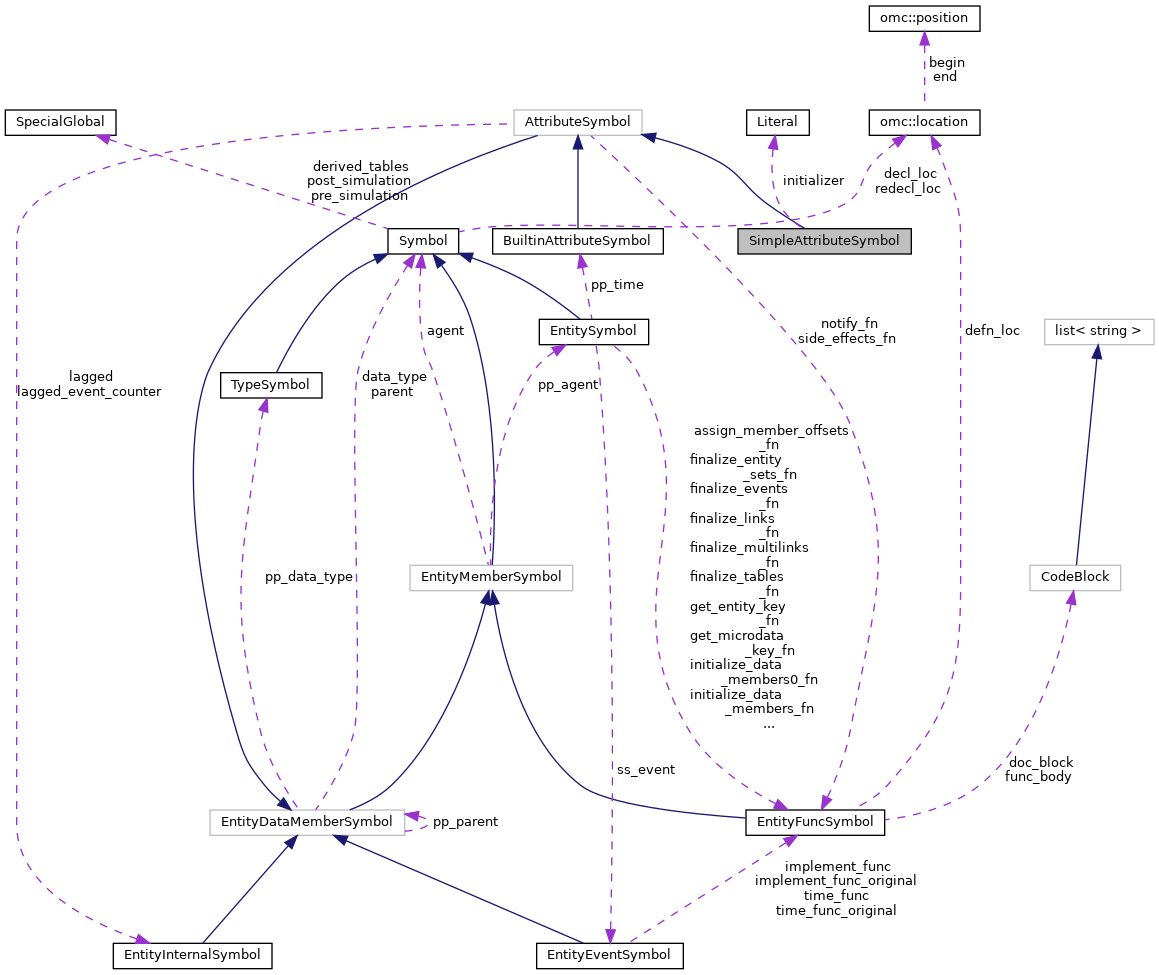 omc::position
begin
end
SpecialGlobal
AttributeSymbol
Literal
omc::location
derived_tables
post_simulation
pre_simulation
initializer
decl_loc
redecl_loc
Symbol
BuiltinAttributeSymbol
SimpleAttributeSymbol
pp_time
agent
EntitySymbol
notify_fn
side_effects_fn
defn_loc
list< string >
lagged
lagged_event_counter
TypeSymbol
data_type
parent
pp_agent
assign_member_offsets
_fn
finalize_entity
_sets_fn
finalize_events
_fn
finalize_links
_fn
finalize_multilinks
_fn
finalize_tables
_fn
get_entity_key
_fn
get_microdata
_key_fn
initialize_data
_members0_fn
initialize_data
_members_fn
...
pp_data_type
EntityMemberSymbol
CodeBlock
ss_event
doc_block
func_body
EntityDataMemberSymbol
pp_parent
EntityFuncSymbol
implement_func
implement_func_original
time_func
time_func_original
EntityInternalSymbol
EntityEventSymbol